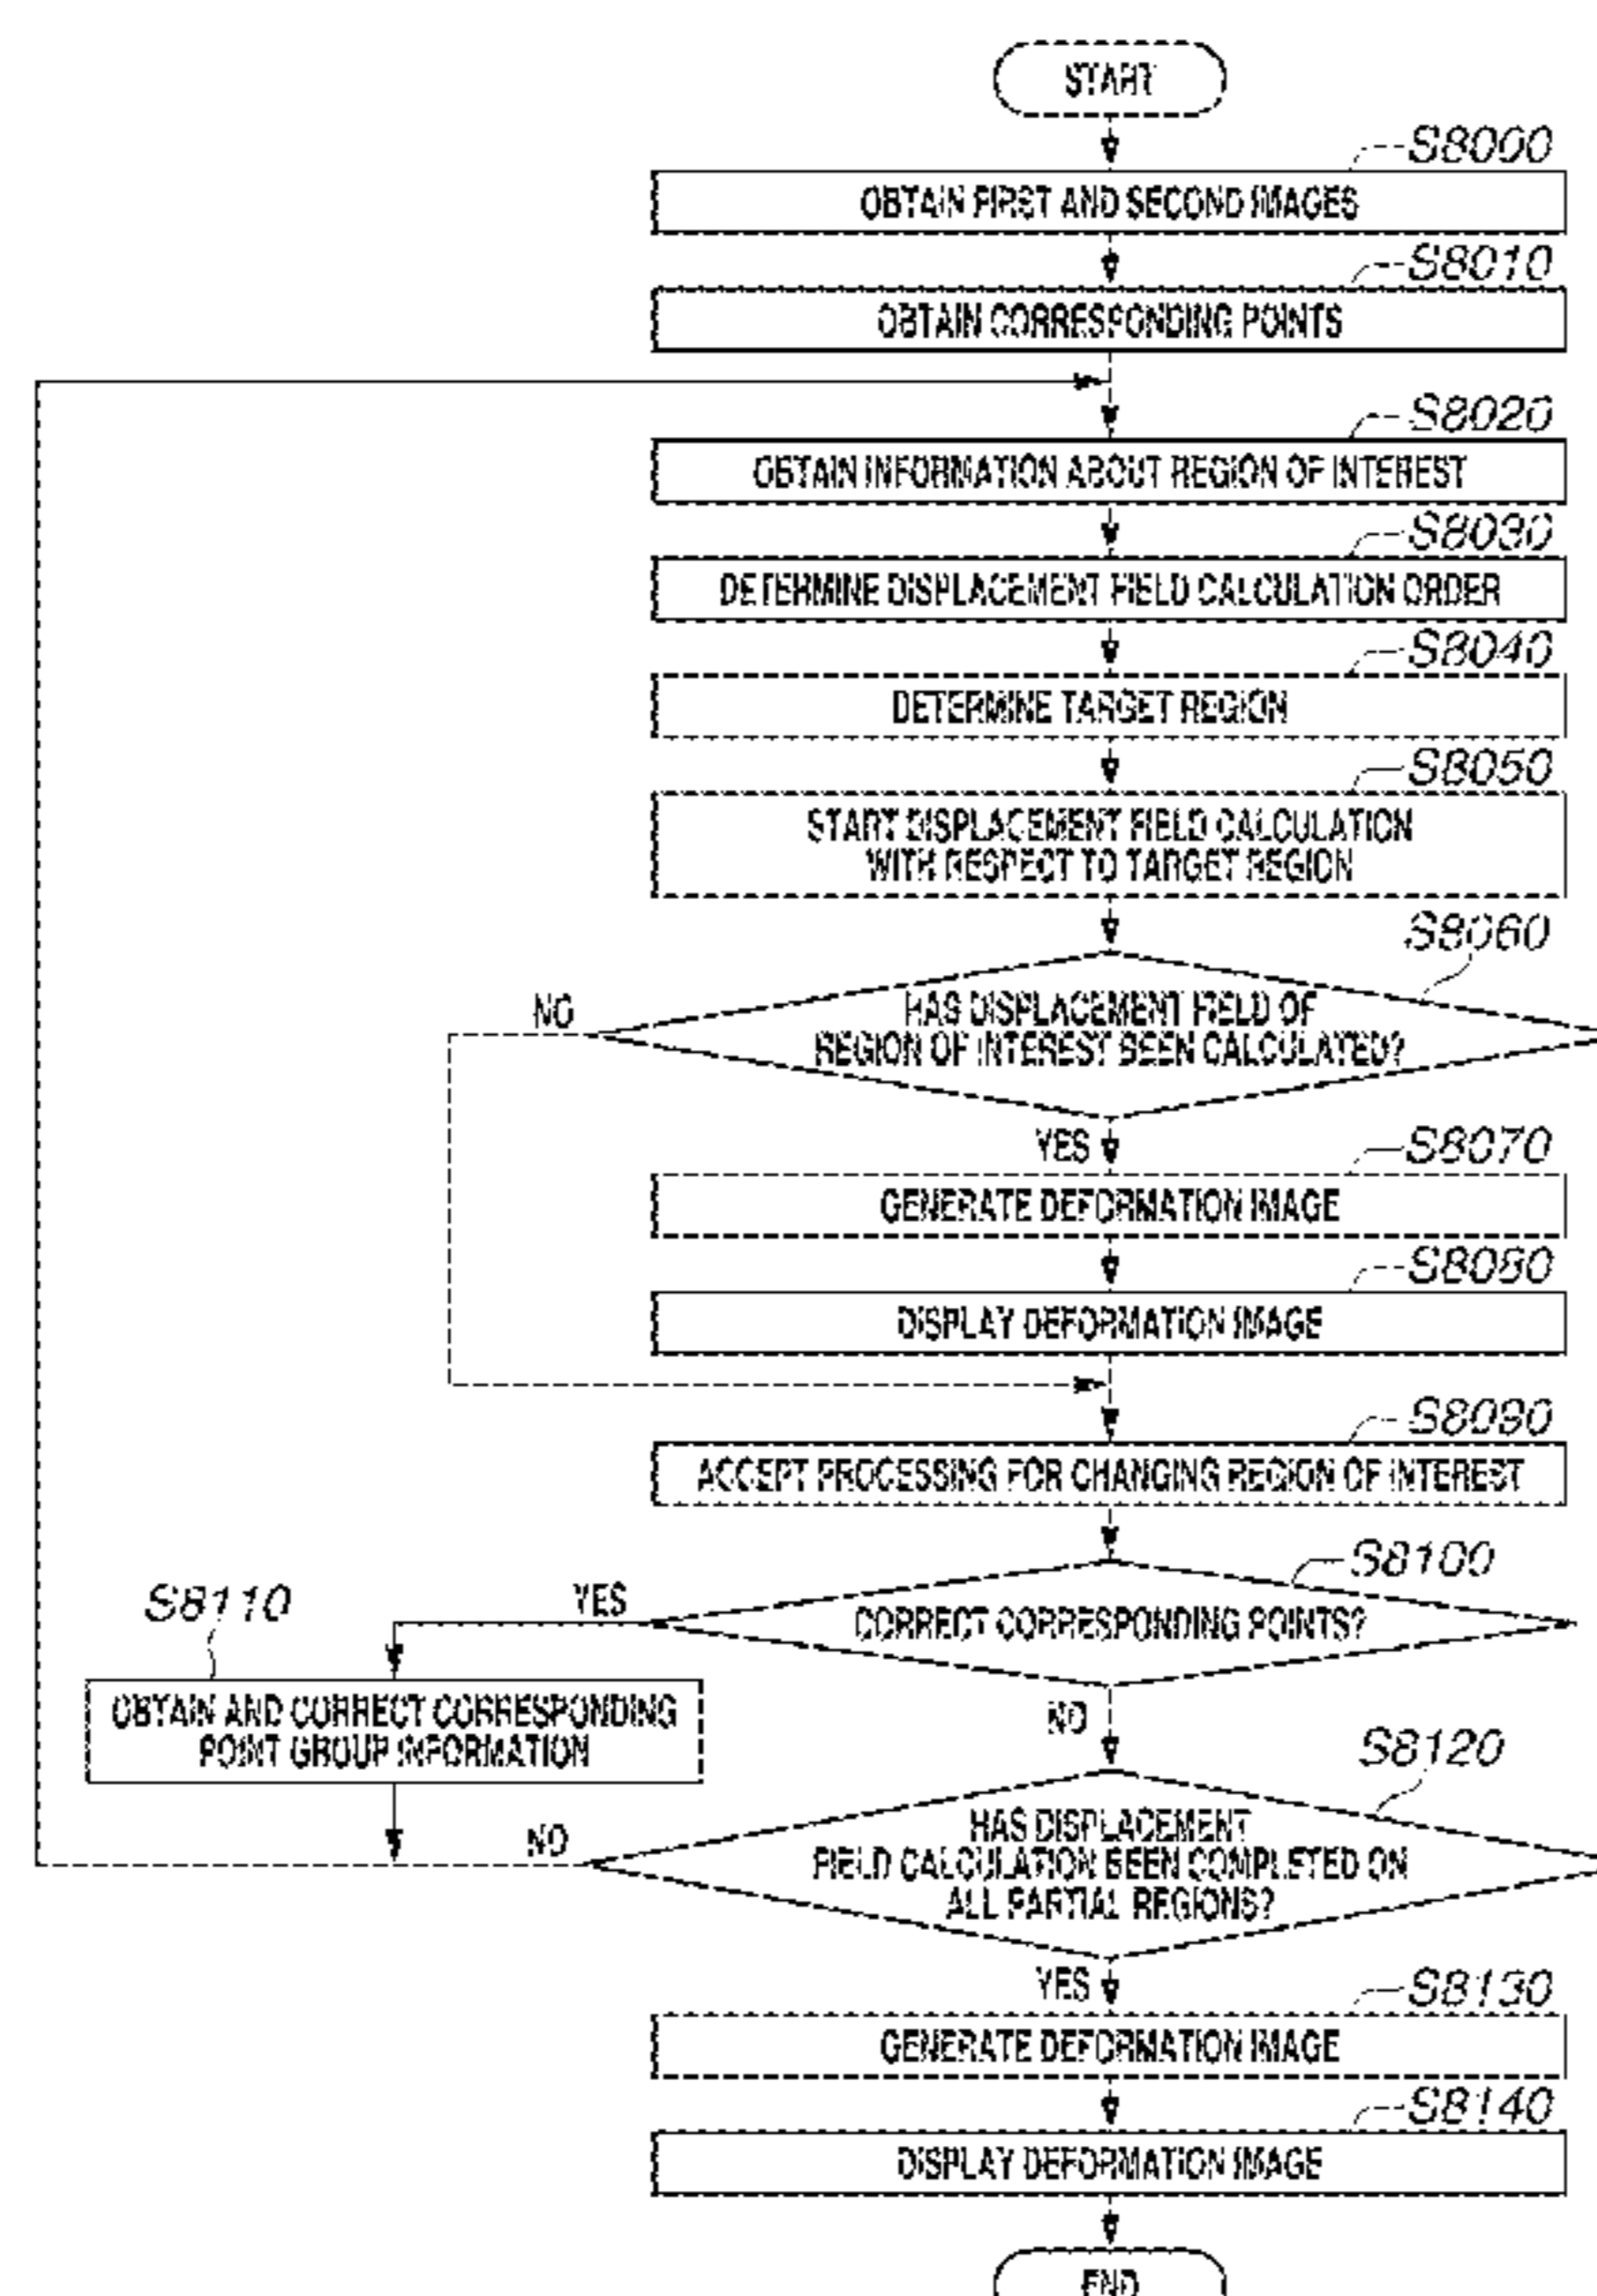 START
S8000
OBTAIN FIRST AND SECOND IMAGES
S8010
OBTAIN CORRESPONDING POINTS
S8020
OBTAIN INFORMATION ABOUT REGION OF INTEREST
S8030
DETERMINE DISPLACEMENT FIELD CALCULATION ORDER
S8040
DETERMINE TARGET REGION
S8050
START DISPLACEMENT FIELD CALCULATION
WITH RESPECT TO TARGET REGION
S8060
NO
HAS DISPLACEMENT FIELD OF
REGION OF INTEREST BEEN CALCULATED?
YES
S8070
GENERATE DEFORMATION IMAGE
S8080
DISPLAY DEFORMATION IMAGE
S8090
ACCEPT PROCESSING FOR CHANGING REGION OF INTEREST
S8100
YES
CORRECT CORRESPONDING POINTS?
S8110
OBTAIN AND CORRECT CORRESPONDING
POINT GROUP INFORMATION
NO
S8120
NO
HAS DISPLACEMENT
FIELD CALCULATION BEEN COMPLETED ON
ALL PARTIAL REGIONS?
YES
S8130
GENERATE DEFORMATION IMAGE
S8140
DISPLAY DEFORMATION IMAGE
END